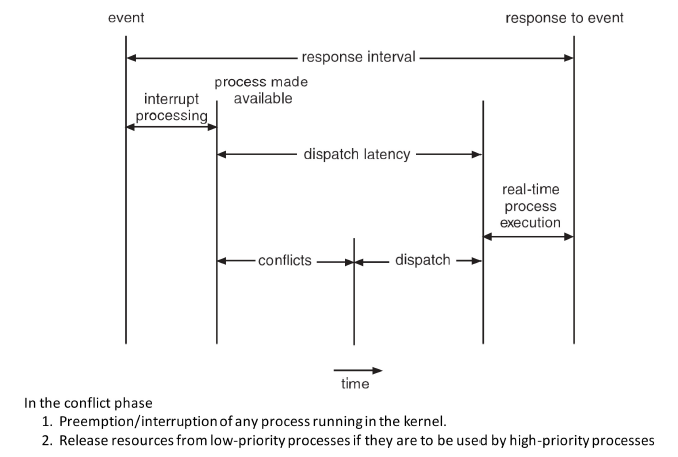 event
response to event
response interval
process made
available
interrupt
processing
dispatch latency
real-time
process
execution
conflicts
dispatch
time
In the conflict phase
1. Preemption/interruption of any process running in the kernel.
2. Release resources from low-priority processes if they are to be used by high-priority processes